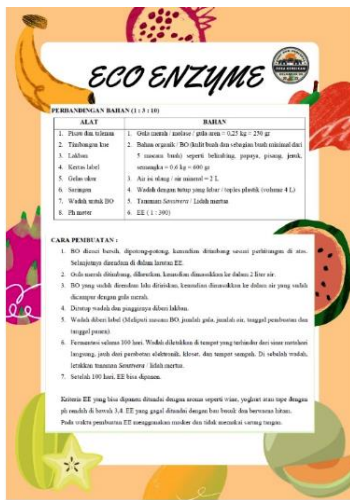 ECO ENZYME
PERBANDINGAN BAHAN (1 : 3 : 10)
ALAT
BAHAN
1. Pisau dan telenan
2. Timbangan kue
3. Lakban
4. Kertas label
5. Gelas ukur
6. Saringan
7. Wadah untuk BO
8. Ph meter
1. Gula merah / molase / gula aren = 0,25 kg = 250 gr
2. Bahan organik / BO (kulit buah dan sebagian buah minimal dari
5 macam buah) seperti belimbing, pepaya, pisang, jeruk,
semangka = 0,6 kg = 600 gr
3. Air isi ulang / air mineral = 2 L
4. Wadah dengan tutup yang lebar / toples plastik (volume 4 L)
5. Tanaman Sansivera / Lidah mertua
6. EE (1 : 500)
CARA PEMBUATAN :
1. BO dicuci bersih, dipotong-potong, kemudian ditimbang sesuai perhitungan di atas.
Selanjutnya direndam di dalam larutan EE.
2. Gula merah ditimbang, dihaluskan, kemudian dimasukkan ke dalam 2 liter air.
3. BO yang sudah direndam lalu ditiriskan, kemudian dimasukkan ke dalam air yang sudah
dicampur dengan gula merah.
4. Ditutup wadah dan pinggirnya diberi lakban.
5. Wadah diberi label (Meliputi macam BO, jumlah gula, jumlah air, tanggal pembuatan dan
tanggal panen)
6. Fermentasi selama 100 hari. Wadah diletakkan di tempat yang terhindar dari sinar matahari
langsung, jauh dari perabotan elektronik, kloset, dan tempat sampah. Di sebelah wadah,
letakkan tanaman Sansivera / lidah mertua.
7. Setelah 100 hari, EE bisa dipanen.
Kriteria EE yang bisa dipanen ditandai dengan aroma seperti wine, yoghurt atau tape dengan
ph rendah di bawah 3,4. EE yang gagal ditandai dengan bau busuk dan berwarna hitam.
Pada waktu pembuatan EE menggunakan masker dan tidak memakai sarung tangan.